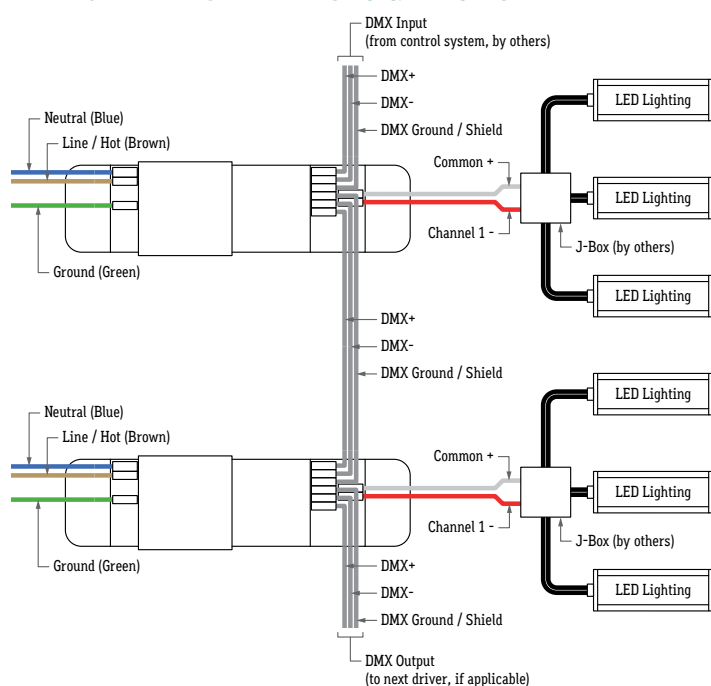 DMX Input
(from control system, by others)
DMX+
DMX-
DMX Ground / Shield
Neutral (Blue)
Line / Hot (Brown)
Ground (Green)
Common +
Channel 1 -
LED Lighting
LED Lighting
J-Box (by others)
LED Lighting
DMX+
DMX-
DMX Ground / Shield
Neutral (Blue)
Line / Hot (Brown)
Ground (Green)
Common +
Channel 1 -
LED Lighting
LED Lighting
J-Box (by others)
LED Lighting
DMX+
DMX-
DMX Ground / Shield
DMX Output
(to next driver, if applicable)